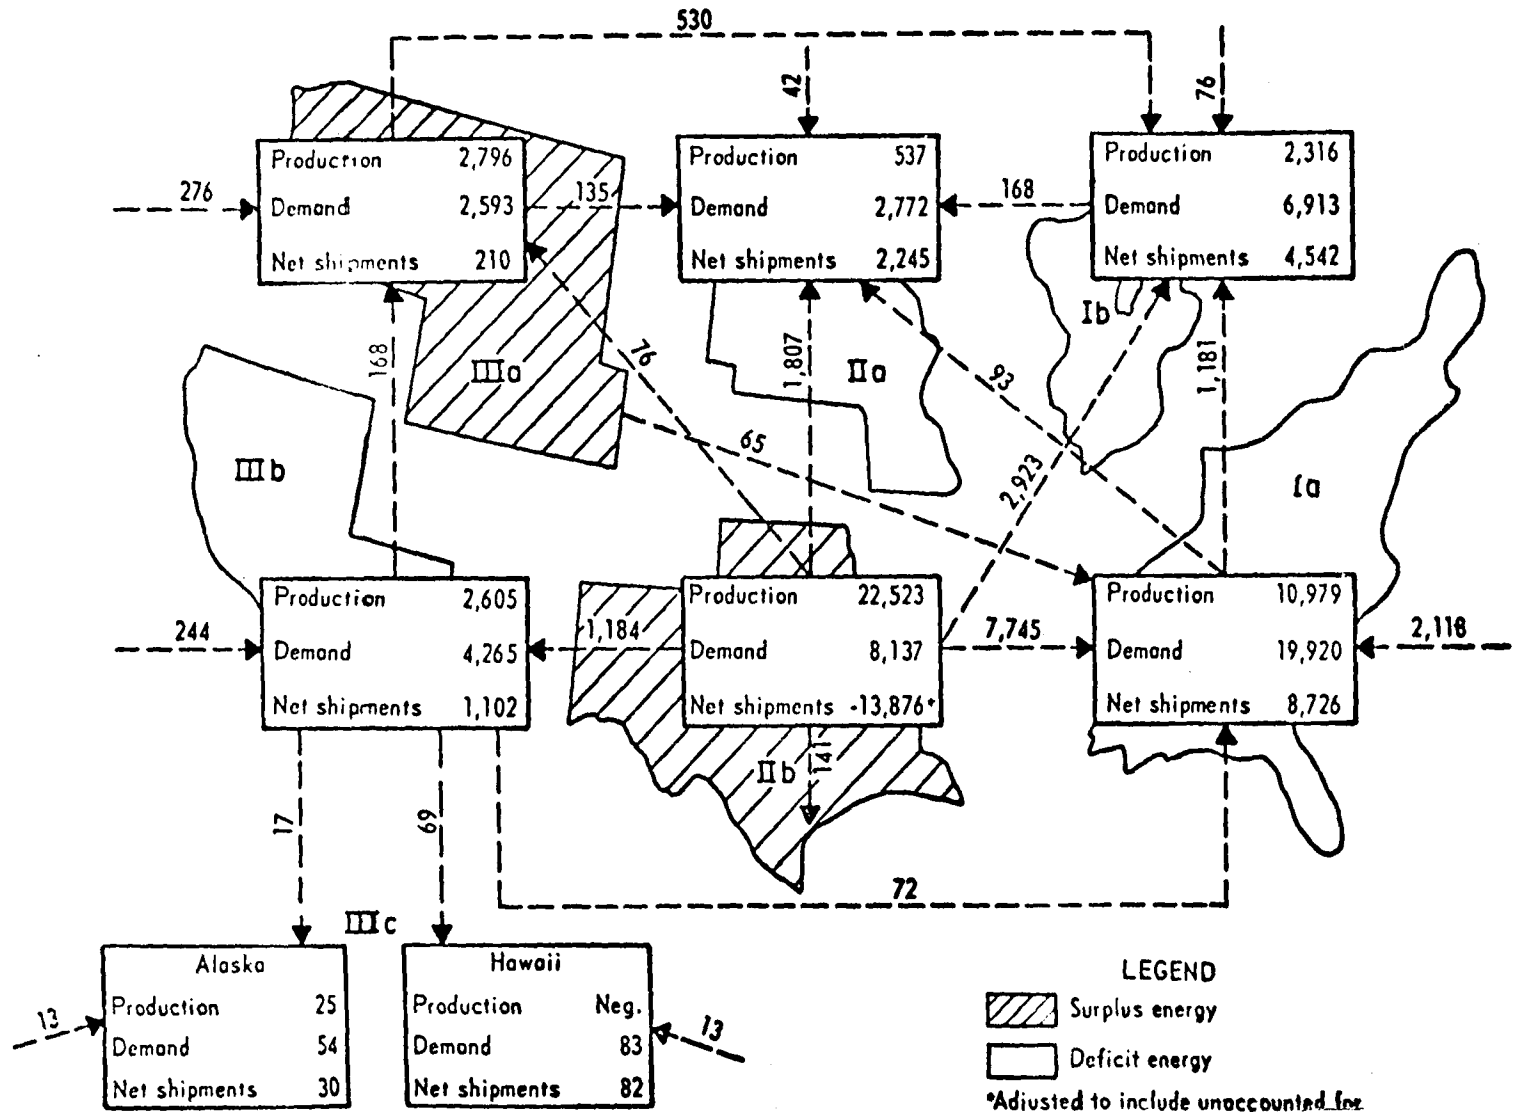 530
42
76
Production 2,796
Demand 2,593
Net shipments 210
Production 537
Demand 2,772
Net shipments 2,245
Production 2,316
Demand 6,913
Net shipments 4,542
276
135
168
168
IIIa
76
1,807
IIa
93
Ib
1,181
IIIb
65
2,923
Ia
Production 2,605
Demand 4,265
Net shipments 1,102
Production 22,523
Demand 8,137
Net shipments -13,876*
Production 10,979
Demand 19,920
Net shipments 8,726
244
1,184
7,745
2,118
IIb
141
17
69
72
IIIc
Alaska
Production 25
Demand 54
Net shipments 30
Hawaii
Production Neg.
Demand 83
Net shipments 82
13
13
LEGEND
Surplus energy
Deficit energy
*Adjusted to include unaccounted for